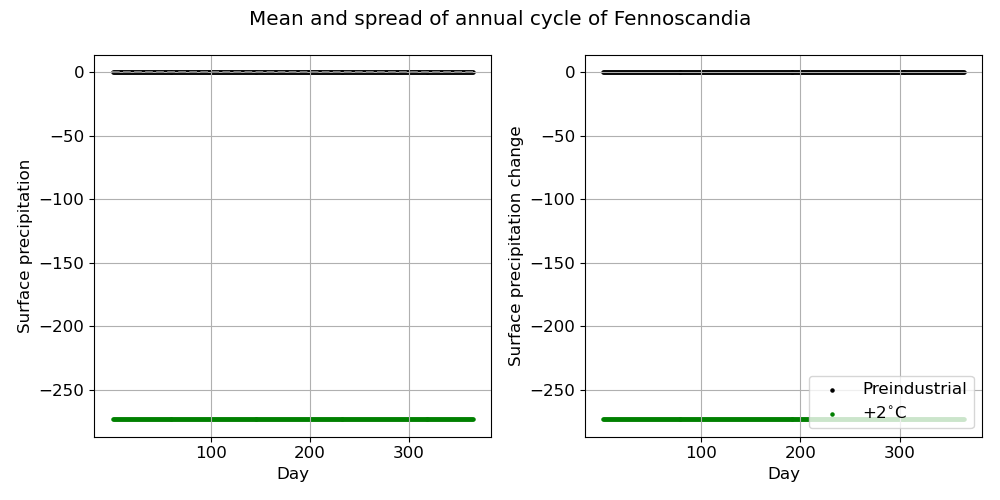 Mean and spread of annual cycle of Fennoscandia
Surface precipitation
0
−50
−100
−150
−200
−250
100
200
300
Day
Surface precipitation change
0
−50
−100
−150
−200
−250
100
200
300
Day
Preindustrial
+2°C